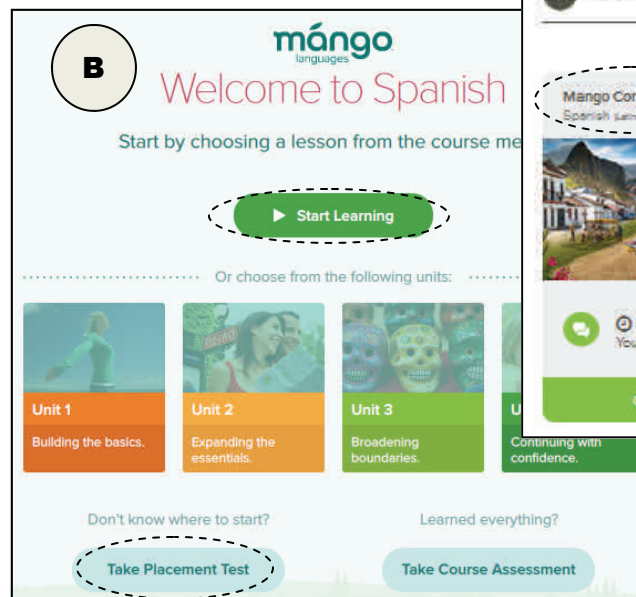 B
mángo
languages
Welcome to Spanish
Start by choosing a lesson from the course me
Start Learning
Or choose from the following units:
Unit 1
Building the basics.
Unit 2
Expanding the
essentials.
Unit 3
Broadening
boundaries.
U
Continuing with
confidence.
Don't know where to start?
Take Placement Test
Learned everything?
Take Course Assessment
Mango Con
Spanish
You